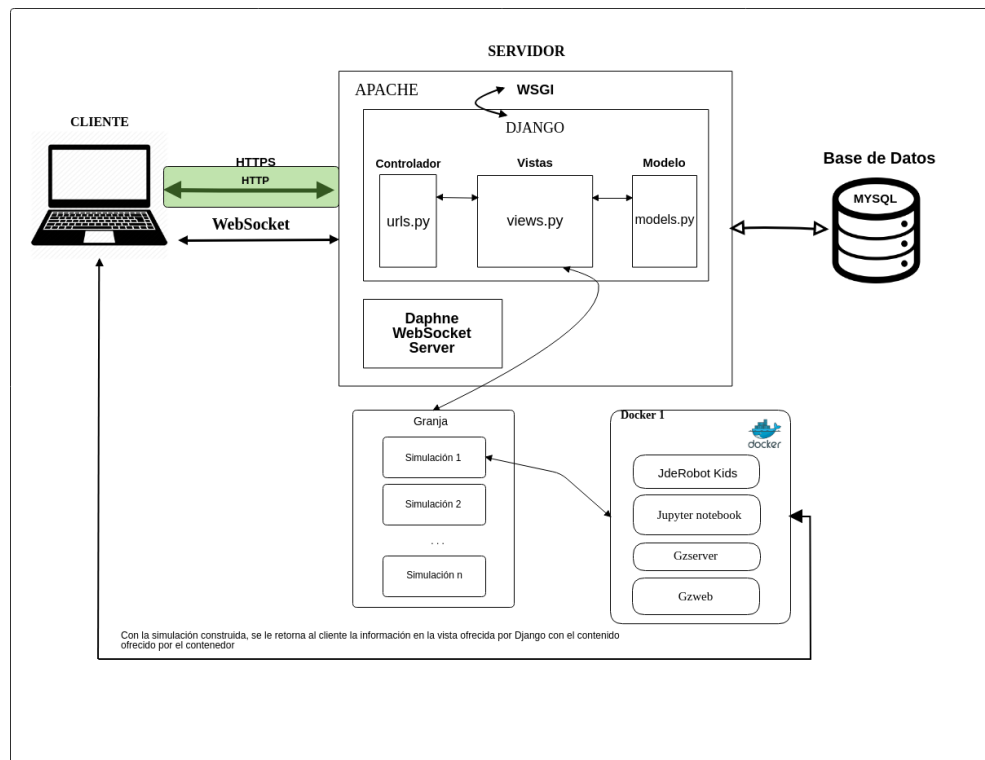 SERVIDOR
APACHE
WSGI
CLIENTE
DJANGO
HTTPS
HTTP
Controlador
Vistas
Modelo
Base de Datos
MYSQL
urls.py
views.py
models.py
WebSocket
Daphne
WebSocket
Server
Granja
Docker 1
docker
Simulación 1
Simulación 2
. . .
Simulación n
JdeRobot Kids
Jupyter notebook
Gzserver
Gzweb
Con la simulación construida, se le retorna al cliente la información en la vista ofrecida por Django con el contenido
ofrecido por el contenedor